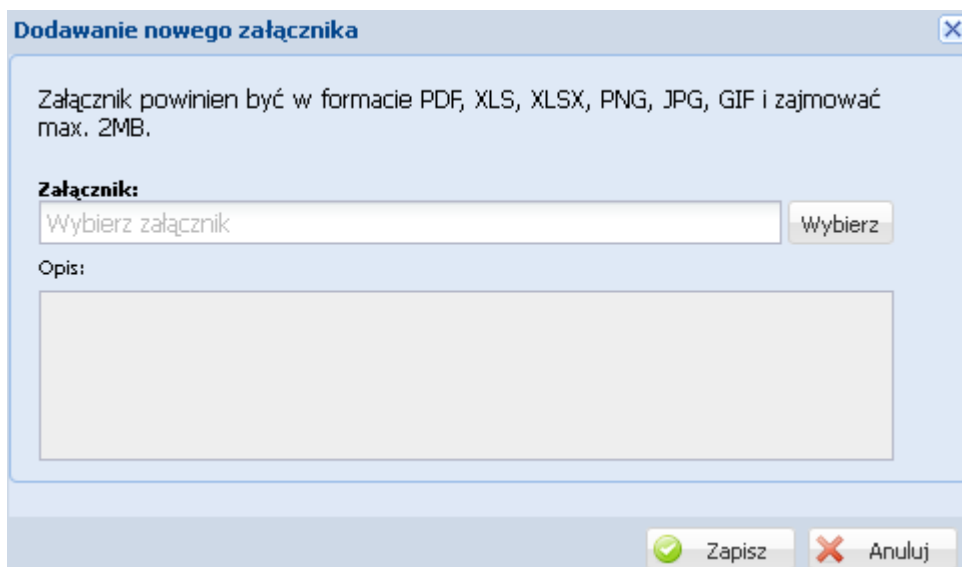 Dodawanie nowego załącznika
Załącznik powinien być w formacie PDF, XLS, XLSX, PNG, JPG, GIF i zajmować
max. 2MB.
Załącznik:
Wybierz załącznik
Wybierz
Opis:
Zapisz
Anuluj